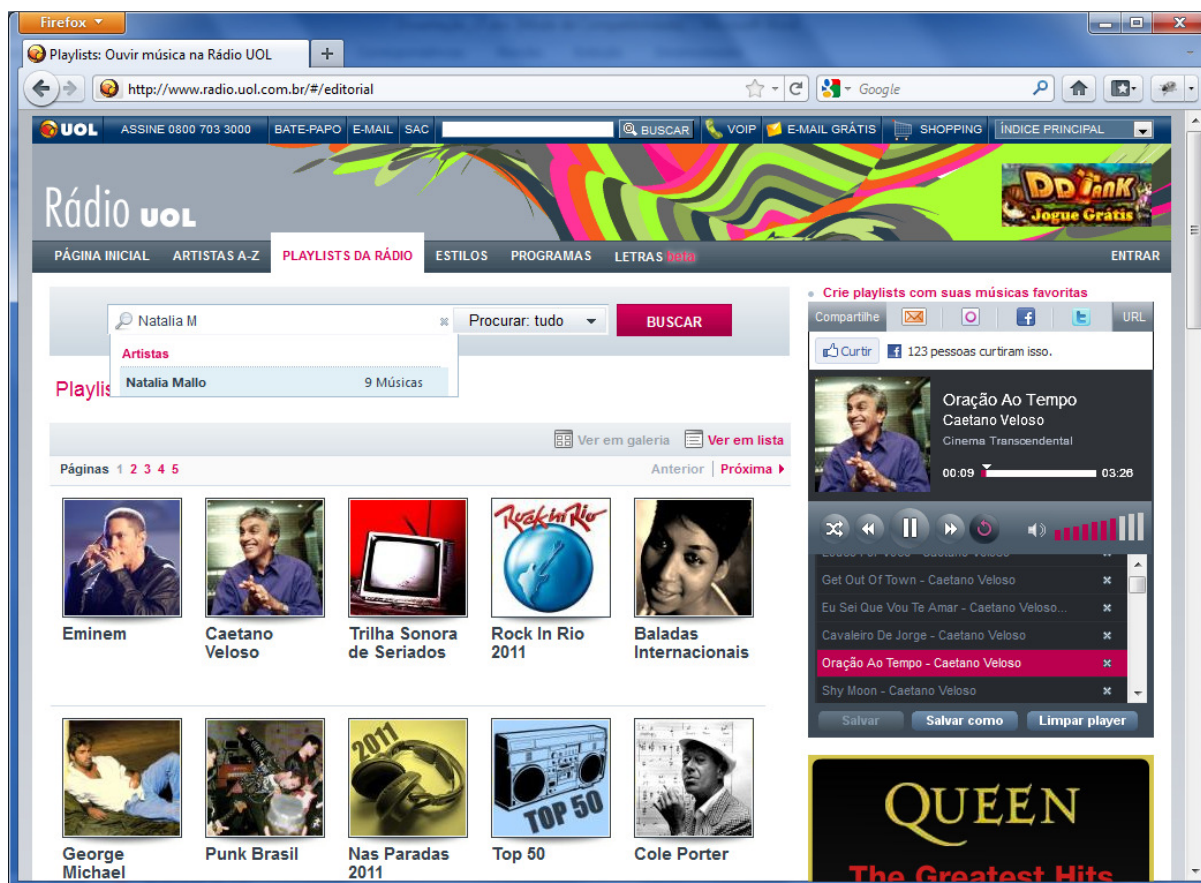 Firefox
Playlists: Ouvir música na Rádio UOL
http://www.radio.uol.com.br/#/editorial
Google
UOL ASSINE 0800 703 3000 BATE-PAPO E-MAIL SAC BUSCAR VOIP E-MAIL GRÁTIS SHOPPING ÍNDICE PRINCIPAL
Rádio UOL
DDTank
Jogue Grátis
PÁGINA INICIAL ARTISTAS A-Z PLAYLISTS DA RÁDIO ESTILOS PROGRAMAS LETRAS beta ENTRAR
Natalia M Procurar: tudo BUSCAR
Artistas
Natalia Mallo 9 Músicas
Playlis
Ver em galeria Ver em lista
Páginas 1 2 3 4 5 Anterior | Próxima
Rock in Rio
Eminem
Caetano
Veloso
Trilha Sonora
de Seriados
Rock In Rio
2011
Baladas
Internacionais
2011
TOP 50
George
Michael
Punk Brasil
Nas Paradas
2011
Top 50
Cole Porter
Crie playlists com suas músicas favoritas
Compartilhe URL
Curtir 123 pessoas curtiram isso.
Oração Ao Tempo
Caetano Veloso
Cinema Transcendental
00:09 03:26
Get Out Of Town - Caetano Veloso
Eu Sei Que Vou Te Amar - Caetano Veloso...
Cavaleiro De Jorge - Caetano Veloso
Oração Ao Tempo - Caetano Veloso
Shy Moon - Caetano Veloso
Salvar Salvar como Limpar player
QUEEN
The Greatest Hits